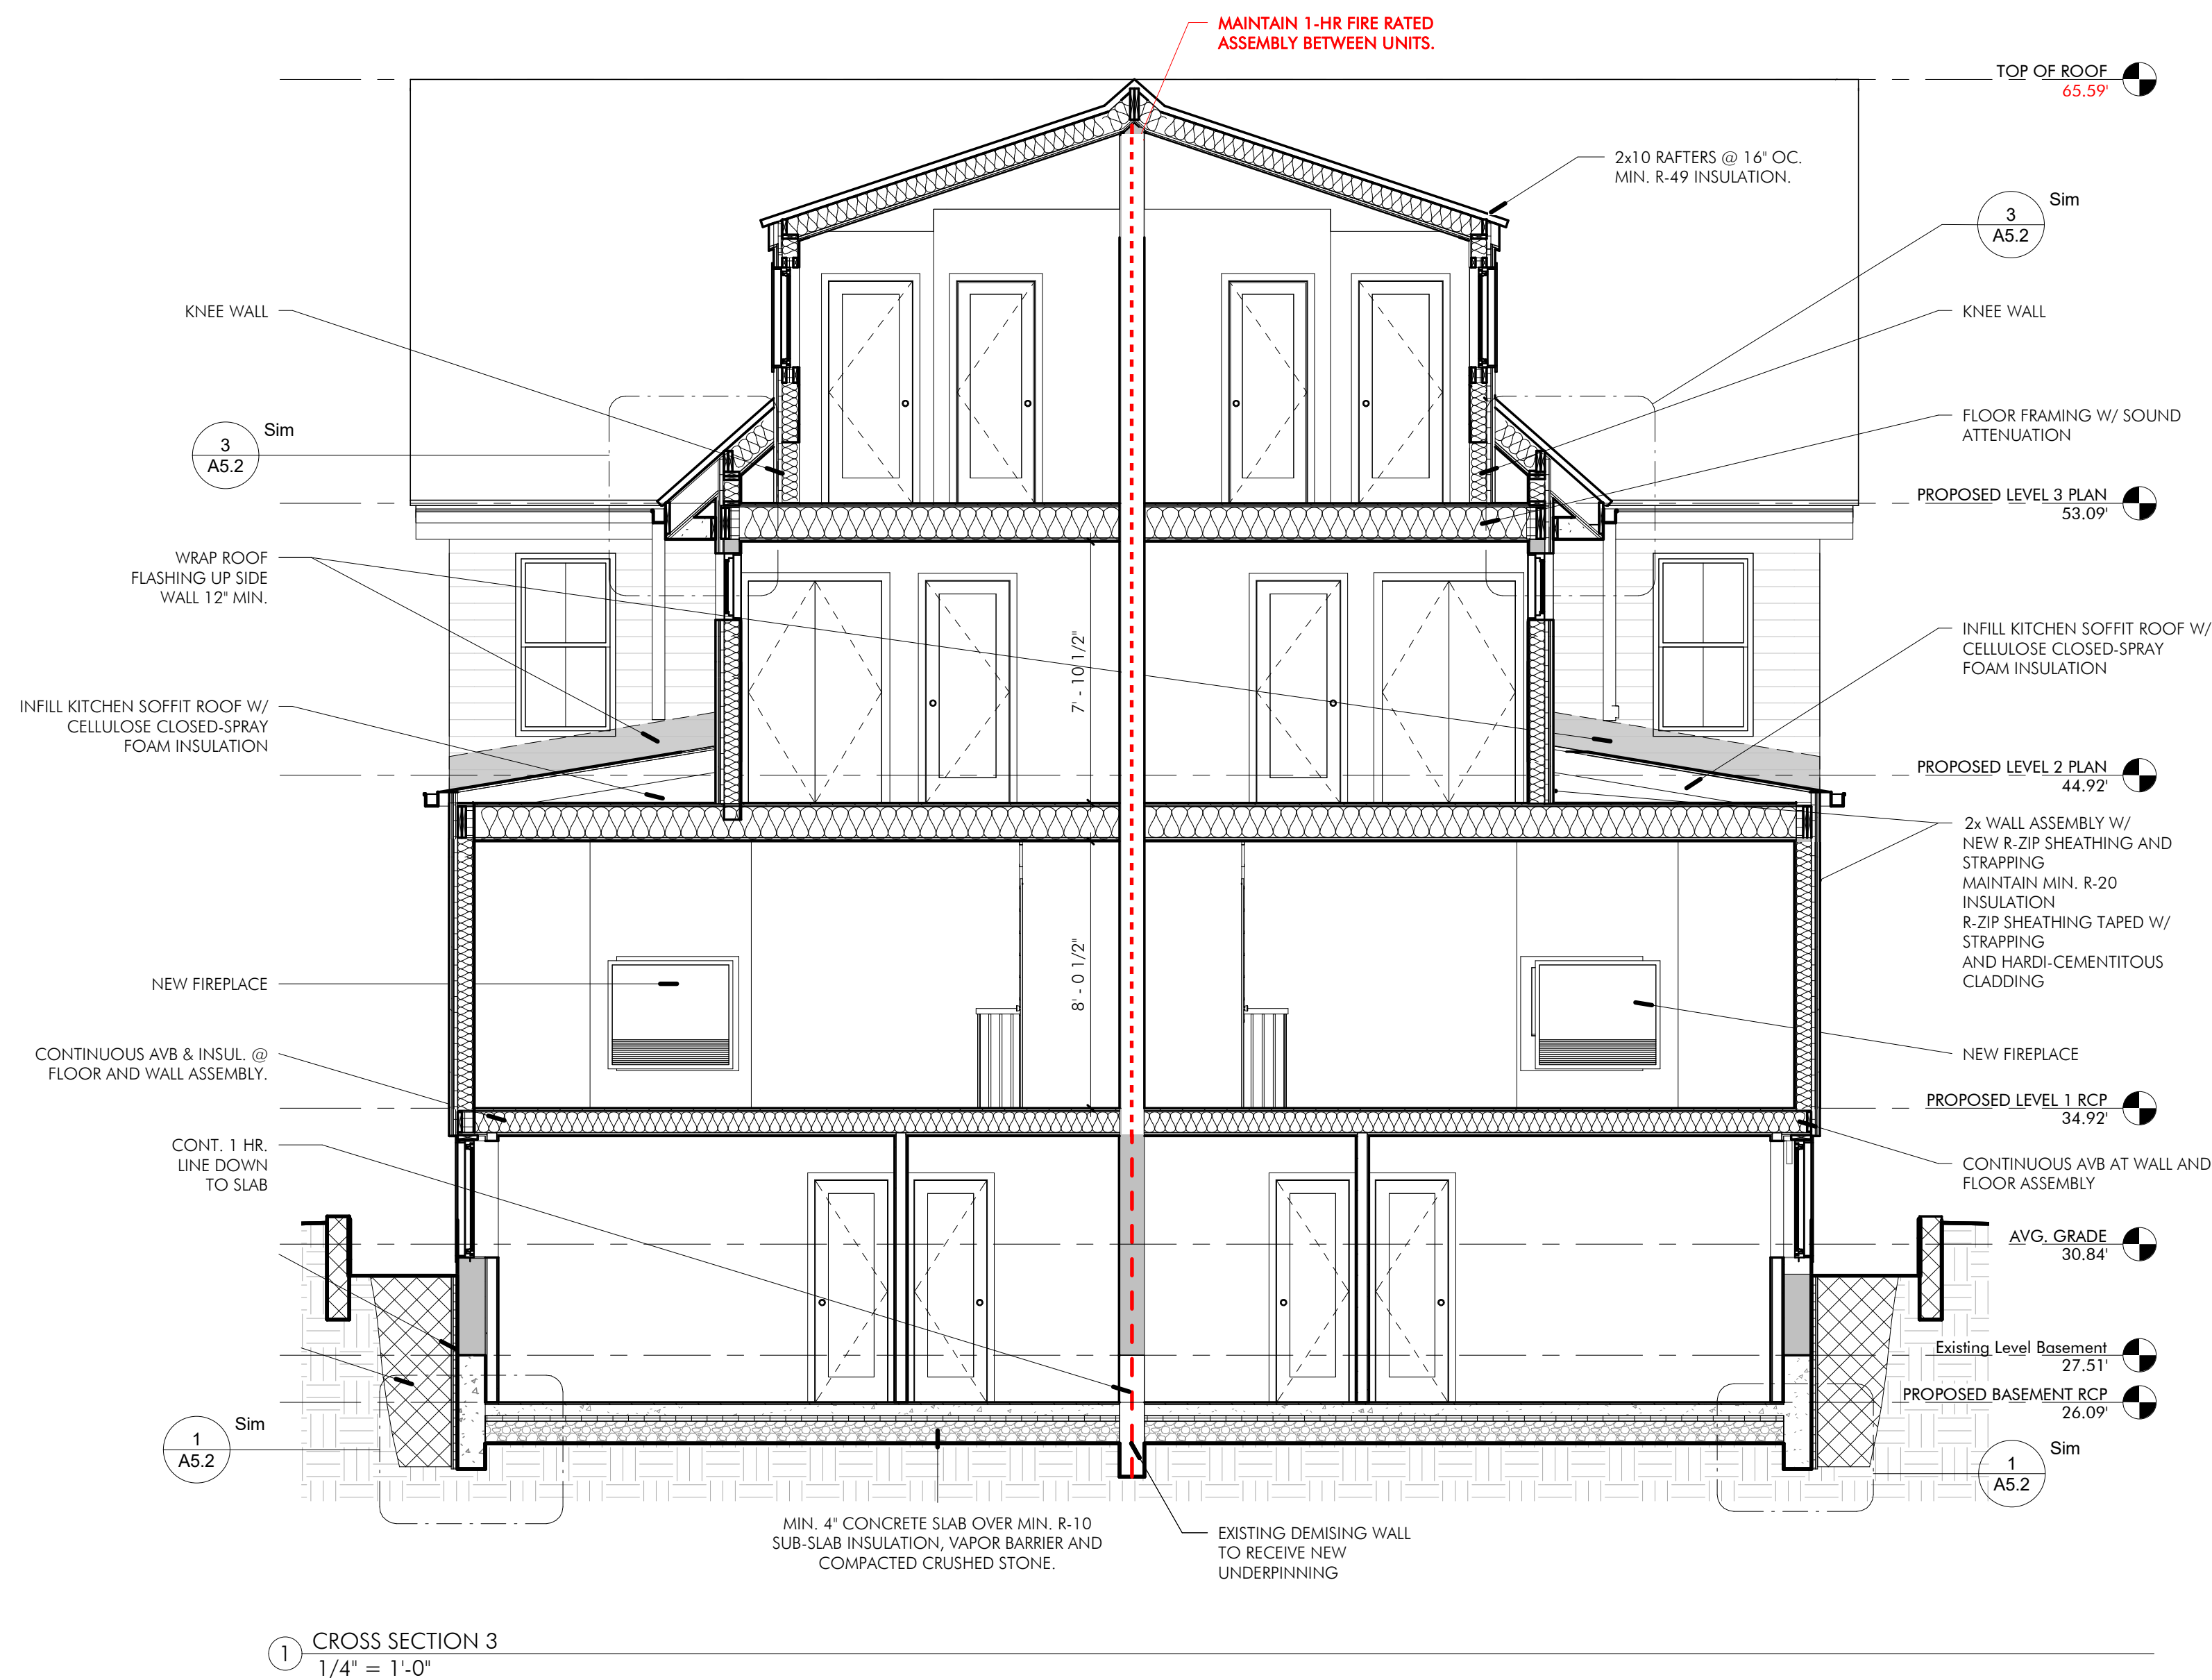 MAINTAIN 1-HR FIRE RATED
ASSEMBLY BETWEEN UNITS.
TOP OF ROOF
65.59'
2x10 RAFTERS @ 16" OC.
MIN. R-49 INSULATION.
3
A5.2
Sim
KNEE WALL
KNEE WALL
3
A5.2
Sim
FLOOR FRAMING W/ SOUND
ATTENUATION
PROPOSED LEVEL 3 PLAN
53.09'
WRAP ROOF
FLASHING UP SIDE
WALL 12" MIN.
7' - 10 1/2"
INFILL KITCHEN SOFFIT ROOF W/
CELLULOSE CLOSED-SPRAY
FOAM INSULATION
INFILL KITCHEN SOFFIT ROOF W/
CELLULOSE CLOSED-SPRAY
FOAM INSULATION
PROPOSED LEVEL 2 PLAN
44.92'
2x WALL ASSEMBLY W/
NEW R-ZIP SHEATHING AND
STRAPPING
MAINTAIN MIN. R-20
INSULATION
R-ZIP SHEATHING TAPED W/
STRAPPING
AND HARDI-CEMENTITOUS
CLADDING
8' - 0 1/2"
NEW FIREPLACE
NEW FIREPLACE
CONTINUOUS AVB & INSUL. @
FLOOR AND WALL ASSEMBLY.
PROPOSED LEVEL 1 RCP
34.92'
CONT. 1 HR.
LINE DOWN
TO SLAB
CONTINUOUS AVB AT WALL AND
FLOOR ASSEMBLY
AVG. GRADE
30.84'
Existing Level Basement
27.51'
PROPOSED BASEMENT RCP
26.09'
1
A5.2
Sim
1
A5.2
Sim
MIN. 4" CONCRETE SLAB OVER MIN. R-10
SUB-SLAB INSULATION, VAPOR BARRIER AND
COMPACTED CRUSHED STONE.
EXISTING DEMISING WALL
TO RECEIVE NEW
UNDERPINNING
1
CROSS SECTION 3
1/4" = 1'-0"